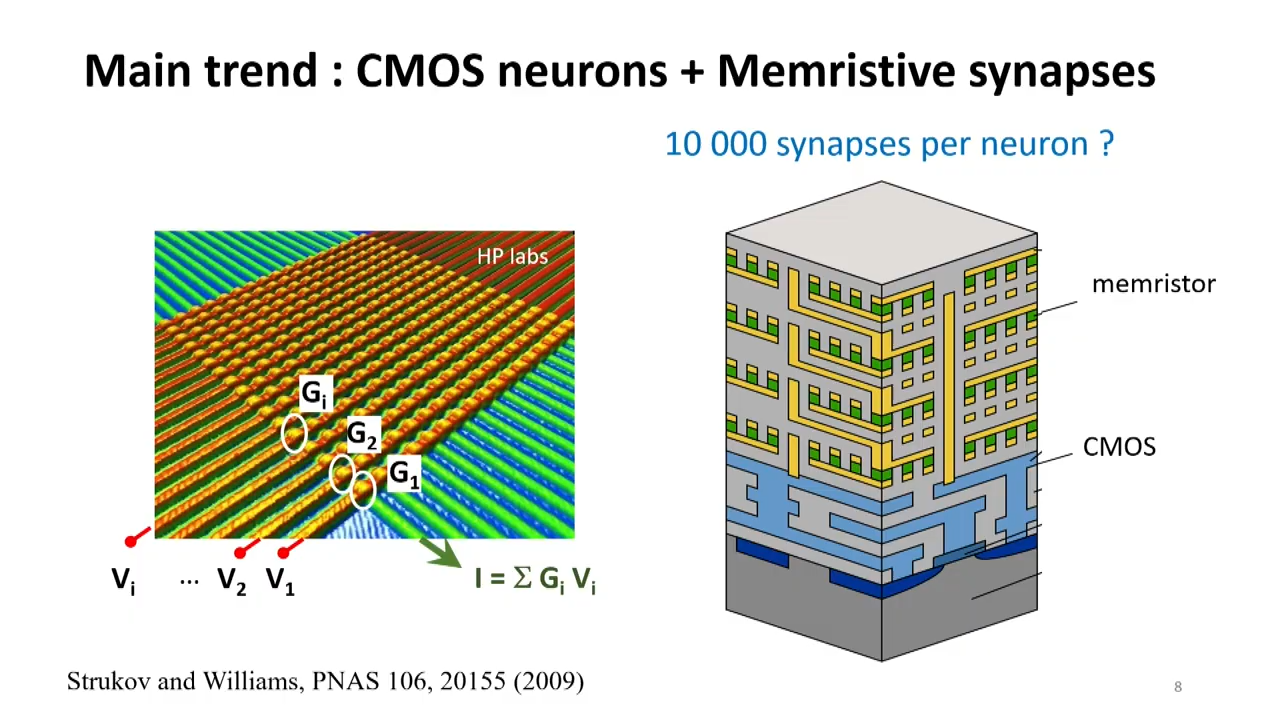 Main trend : CMOS neurons + Memristive synapses
10 000 synapses per neuron ?
HP labs
memristor
Gi
G2
G1
CMOS
Vi ... V2 V1
I = Σ Gi Vi
Strukov and Williams, PNAS 106, 20155 (2009)
8